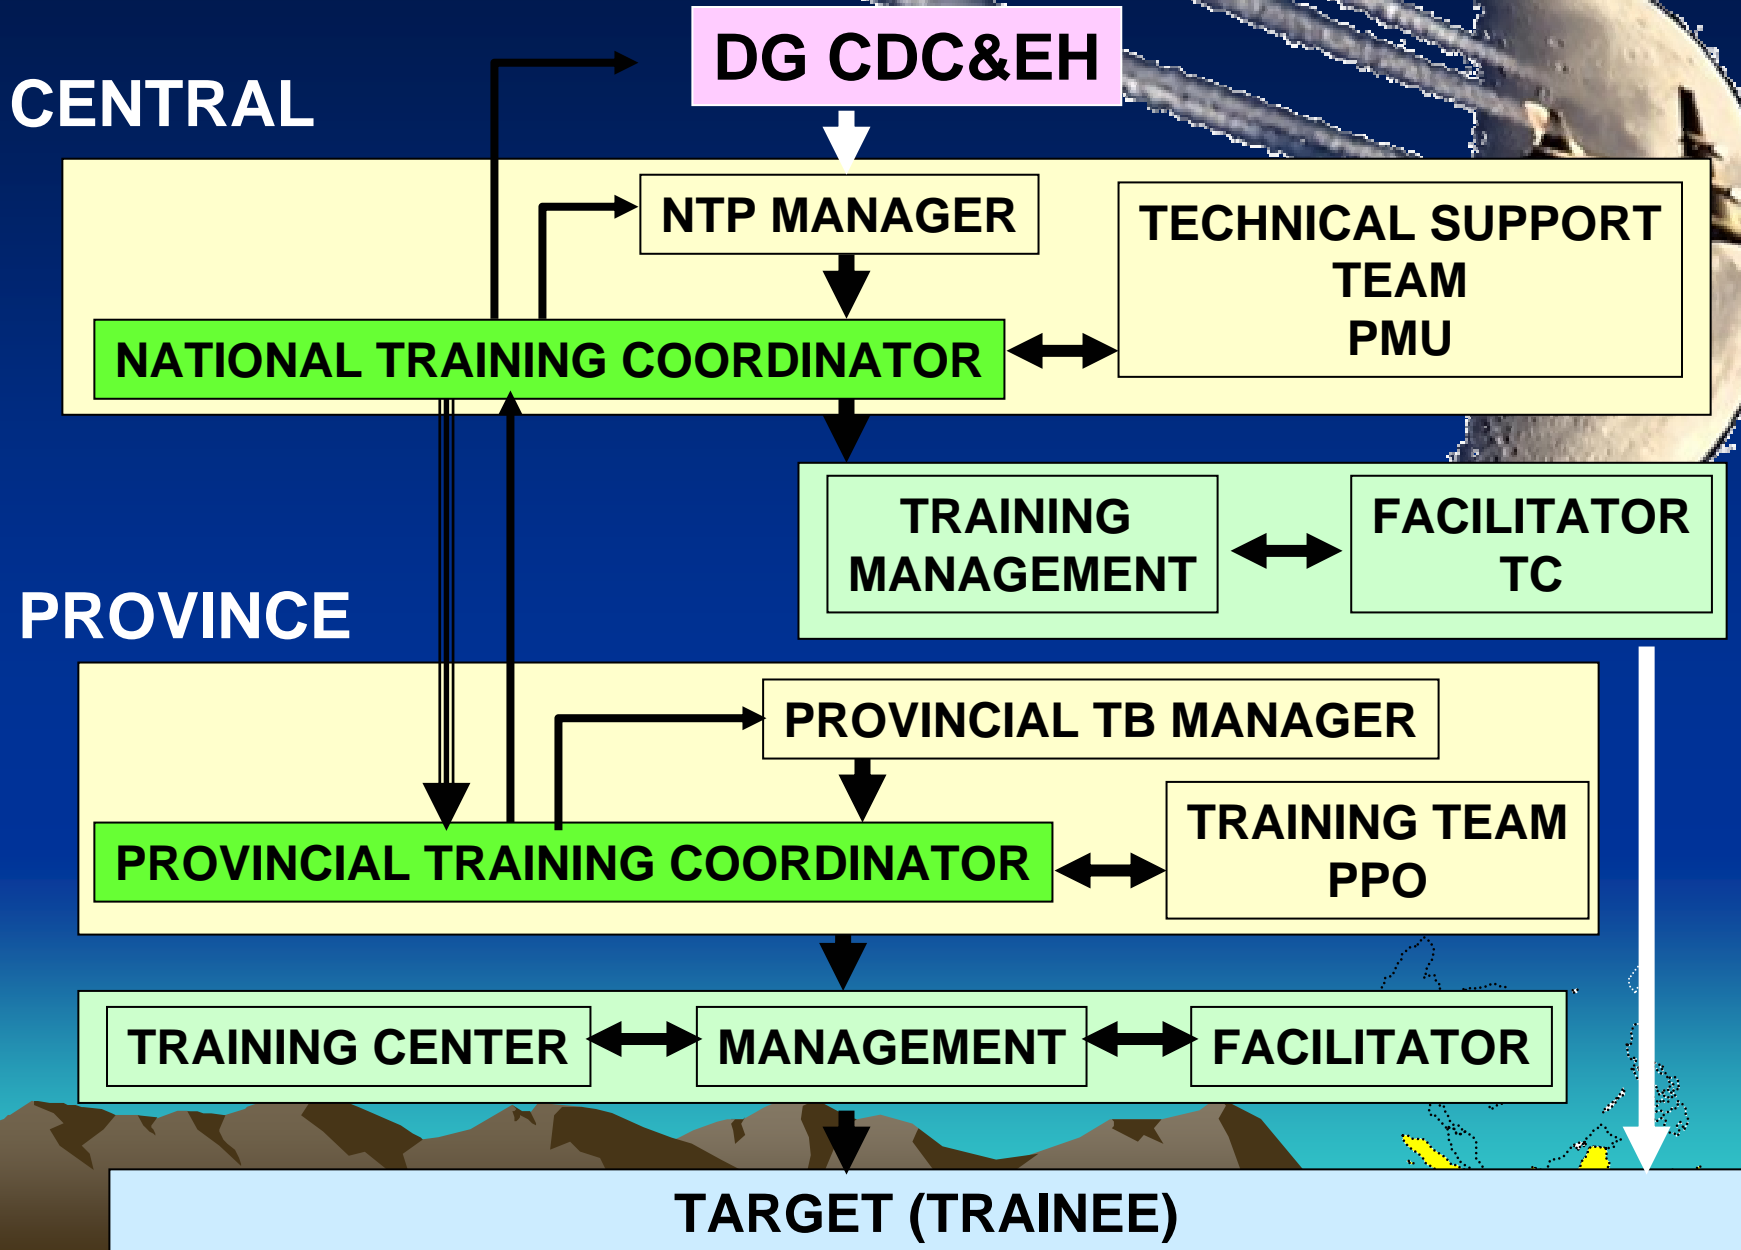 DG CDC&EH
CENTRAL
NTP MANAGER
TECHNICAL SUPPORT
TEAM
PMU
NATIONAL TRAINING COORDINATOR
TRAINING
MANAGEMENT
FACILITATOR
TC
PROVINCE
PROVINCIAL TB MANAGER
TRAINING TEAM
PPO
PROVINCIAL TRAINING COORDINATOR
TRAINING CENTER
MANAGEMENT
FACILITATOR
TARGET (TRAINEE)